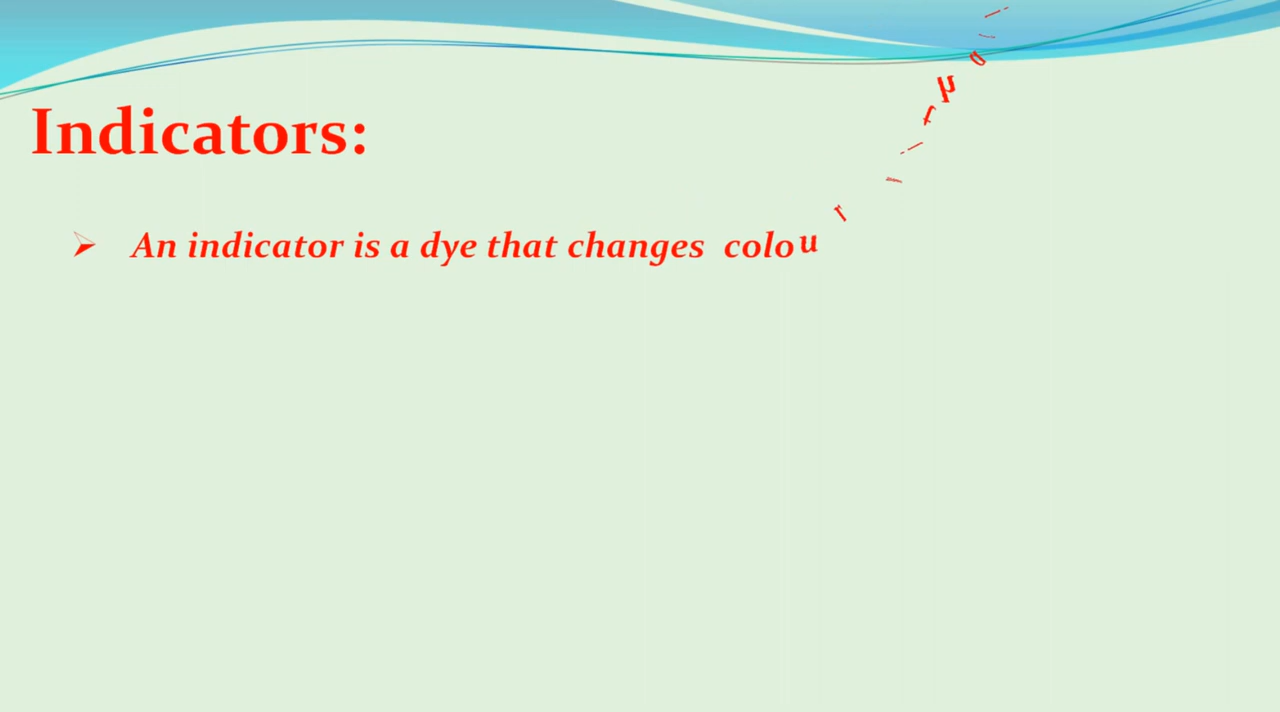 Indicators:
➢ An indicator is a dye that changes colour